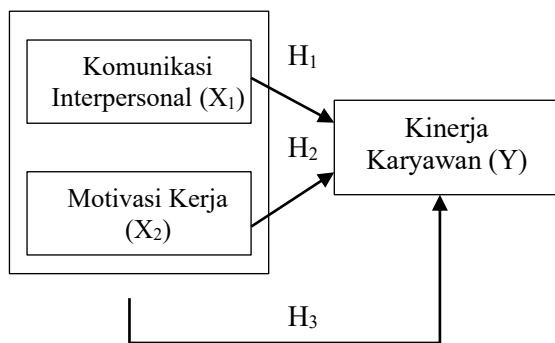 Komunikasi
Interpersonal (X₁)
H₁
Kinerja
Karyawan (Y)
H₂
Motivasi Kerja
(X₂)
H₃